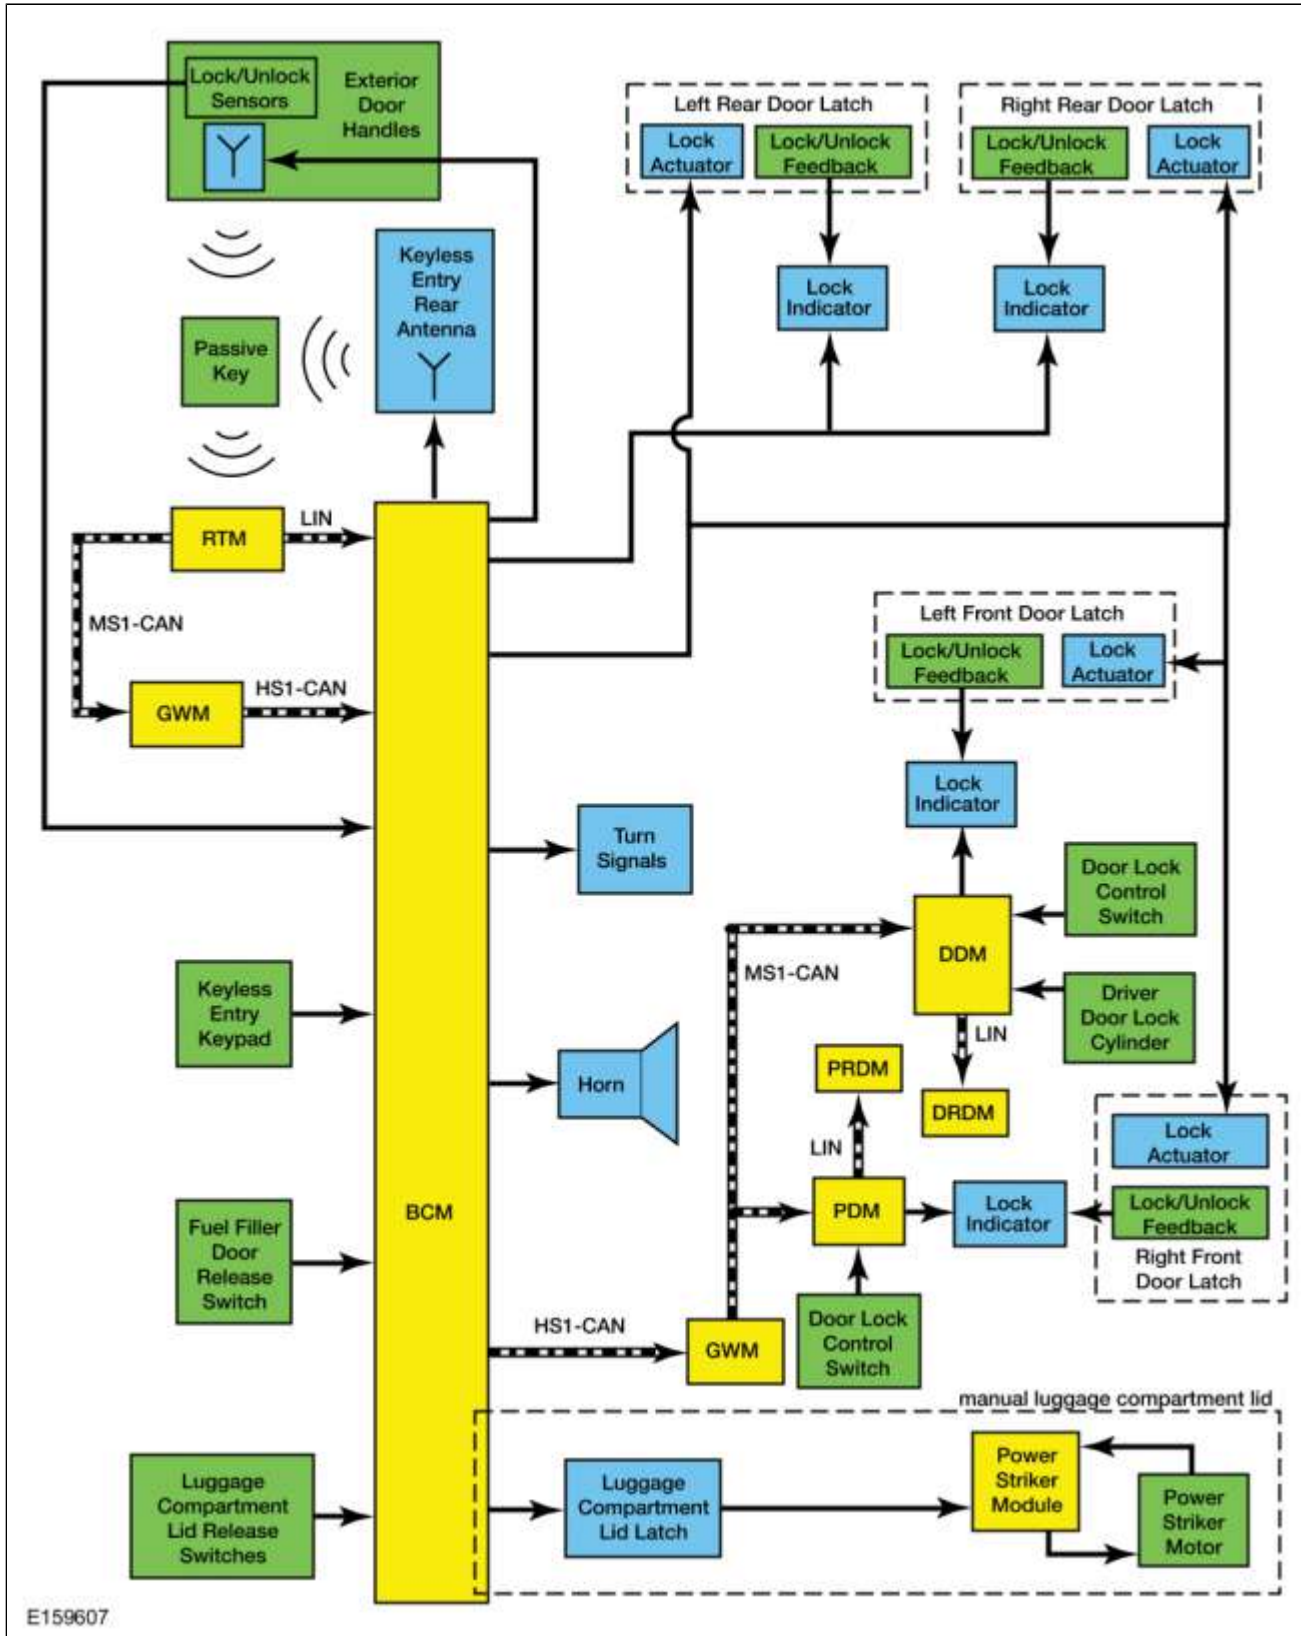 Lock/Unlock
Sensors
Exterior
Door
Handles
Left Rear Door Latch
Lock
Actuator
Lock/Unlock
Feedback
Right Rear Door Latch
Lock/Unlock
Feedback
Lock
Actuator
Keyless
Entry
Rear
Antenna
Lock
Indicator
Lock
Indicator
Passive
Key
RTM
LIN
MS1-CAN
GWM
HS1-CAN
Left Front Door Latch
Lock/Unlock
Feedback
Lock
Actuator
Lock
Indicator
Turn
Signals
Door Lock
Control
Switch
DDM
MS1-CAN
Keyless
Entry
Keypad
Driver
Door Lock
Cylinder
LIN
Horn
PRDM
DRDM
LIN
Lock
Actuator
BCM
Fuel Filler
Door
Release
Switch
PDM
Lock
Indicator
Lock/Unlock
Feedback
Right Front
Door Latch
HS1-CAN
GWM
Door Lock
Control
Switch
manual luggage compartment lid
Luggage
Compartment
Lid Release
Switches
Luggage
Compartment
Lid Latch
Power
Striker
Module
Power
Striker
Motor
E159607